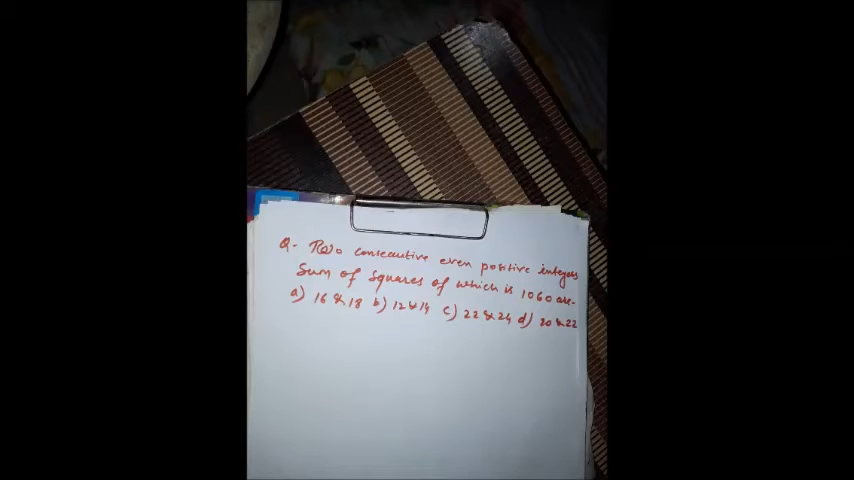 Q- Two consecutive even positive integers
Sum of squares of which is 1060 are-
a) 16 & 18 b) 12 & 14 c) 22 & 24 d) 20 & 22